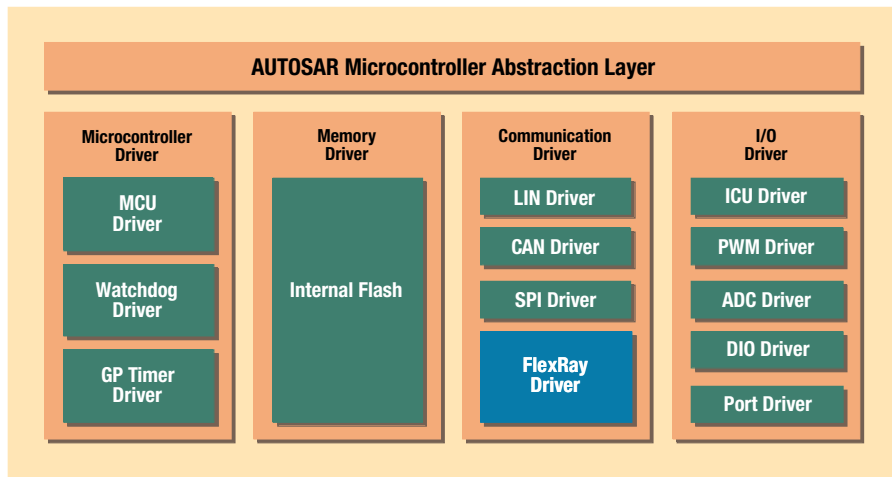 AUTOSAR Microcontroller Abstraction Layer
Microcontroller
Driver
MCU
Driver
Watchdog
Driver
GP Timer
Driver
Memory
Driver
Internal Flash
Communication
Driver
LIN Driver
CAN Driver
SPI Driver
FlexRay
Driver
I/O
Driver
ICU Driver
PWM Driver
ADC Driver
DIO Driver
Port Driver